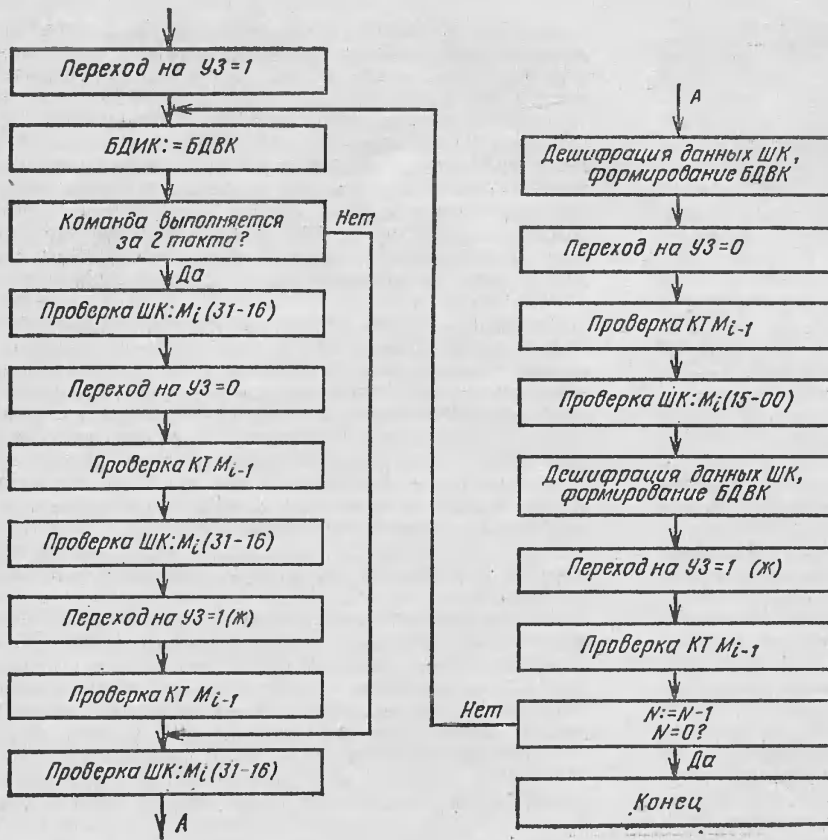 Переход на УЗ=1
БДИК:=БДВК
Команда выполняется
за 2 такта?
Нет
Да
Проверка ШК:Mi(31-16)
Переход на УЗ=0
Проверка КТ Mi-1
Проверка ШК:Mi(31-16)
Переход на УЗ=1(Ж)
Проверка КТ Mi-1
Проверка ШК:Mi(31-16)
А
А
Дешифрация данных ШК,
формирование БДВК
Переход на УЗ=0
Проверка КТ Mi-1
Проверка ШК:Mi(15-00)
Дешифрация данных ШК,
формирование БДВК
Переход на УЗ=1 (Ж)
Проверка КТ Mi-1
Нет
N:=N-1
N=0?
Да
Конец